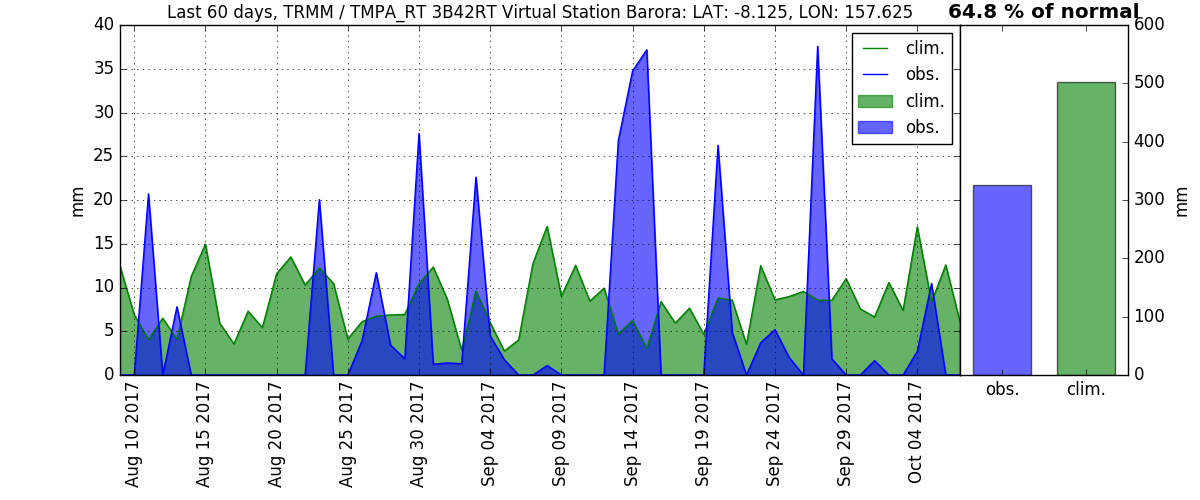 Last 60 days, TRMM / TMPA_RT 3B42RT Virtual Station Barora: LAT: -8.125, LON: 157.625
64.8 % of normal
40
35
30
25
20
15
10
5
0
mm
clim.
obs.
clim.
obs.
600
500
400
300
200
100
0
mm
Aug 10 2017
Aug 15 2017
Aug 20 2017
Aug 25 2017
Aug 30 2017
Sep 04 2017
Sep 09 2017
Sep 14 2017
Sep 19 2017
Sep 24 2017
Sep 29 2017
Oct 04 2017
obs.
clim.